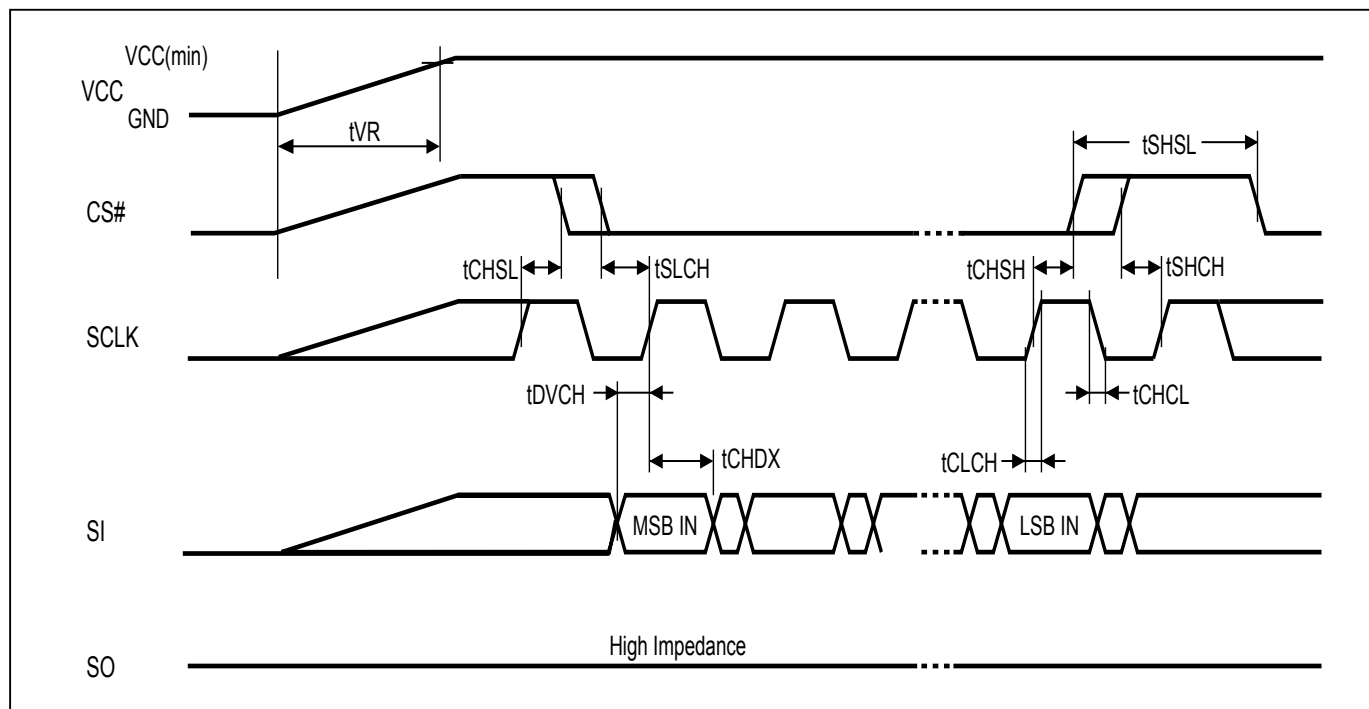 VCC(min)
VCC
GND
tVR
tSHSL
CS#
tCHSL
tSLCH
tCHSH
tSHCH
SCLK
tDVCH
tCHCL
tCHDX
tCLCH
SI
MSB IN
LSB IN
High Impedance
SO